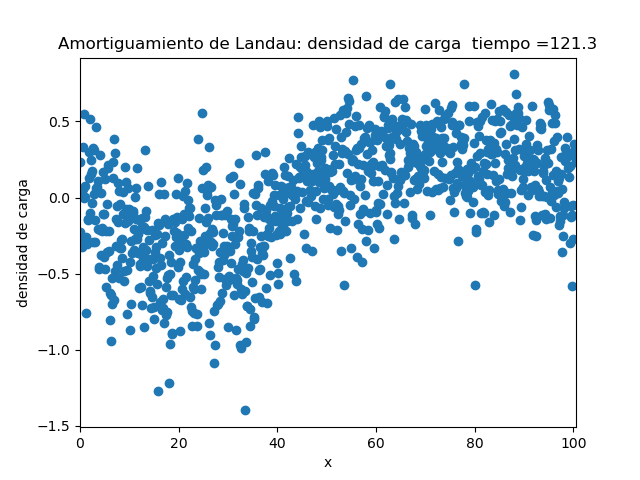 Amortiguamiento de Landau: densidad de carga  tiempo =121.3
densidad de carga
0.5
0.0
−0.5
−1.0
−1.5
0 20 40 60 80 100
x